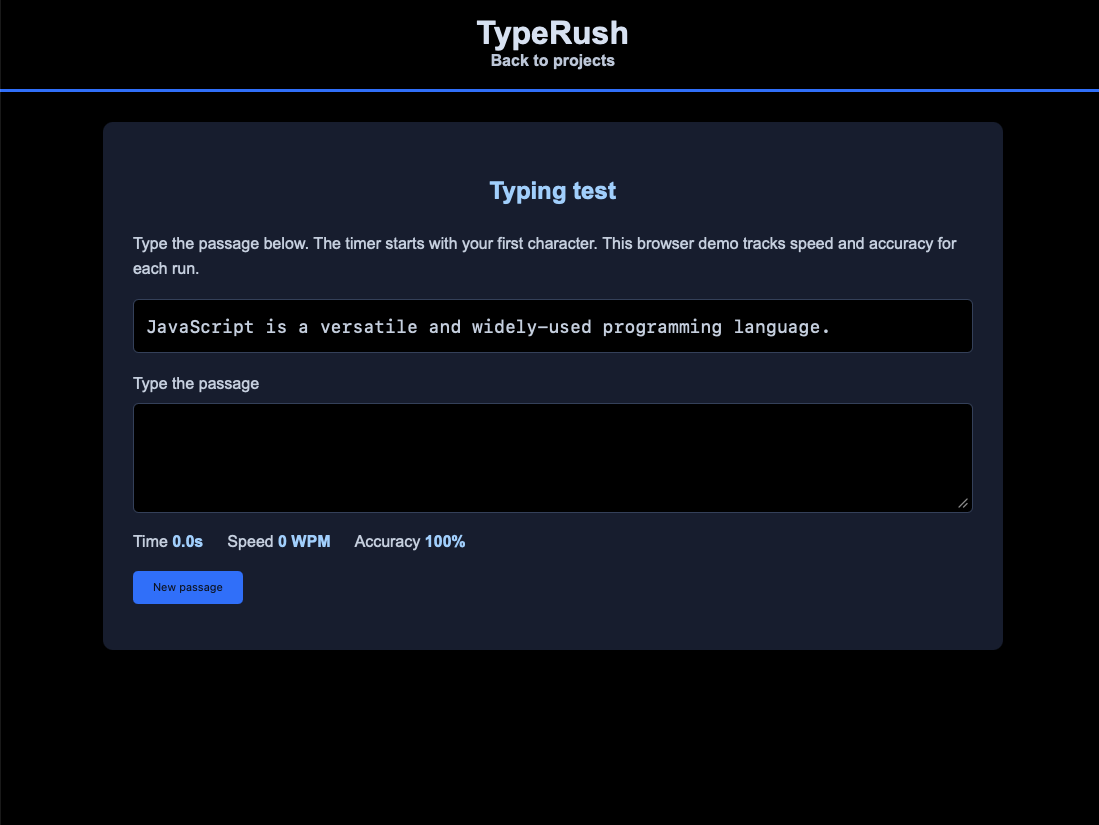 TypeRush
Back to projects
Typing test
Type the passage below. The timer starts with your first character. This browser demo tracks speed and accuracy for
each run.
JavaScript is a versatile and widely-used programming language.
Type the passage
Time 0.0s Speed 0 WPM Accuracy 100%
New passage